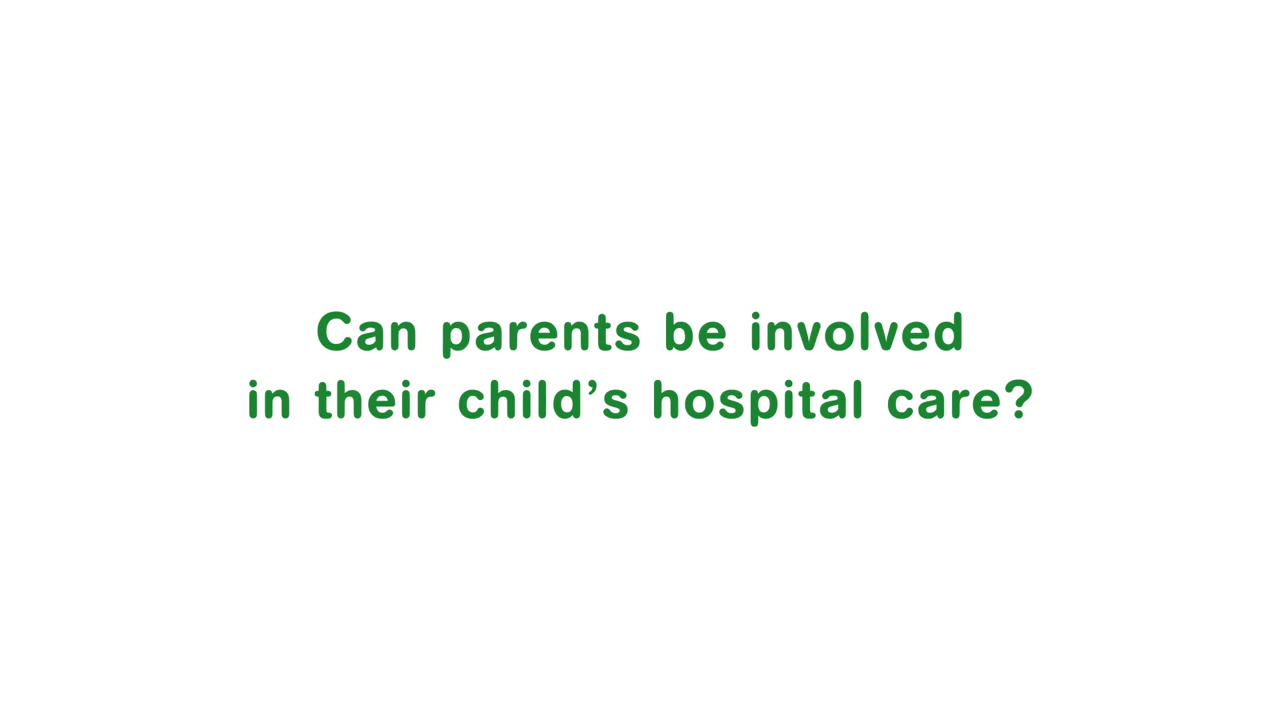 Can parents be involved
in their child’s hospital care?